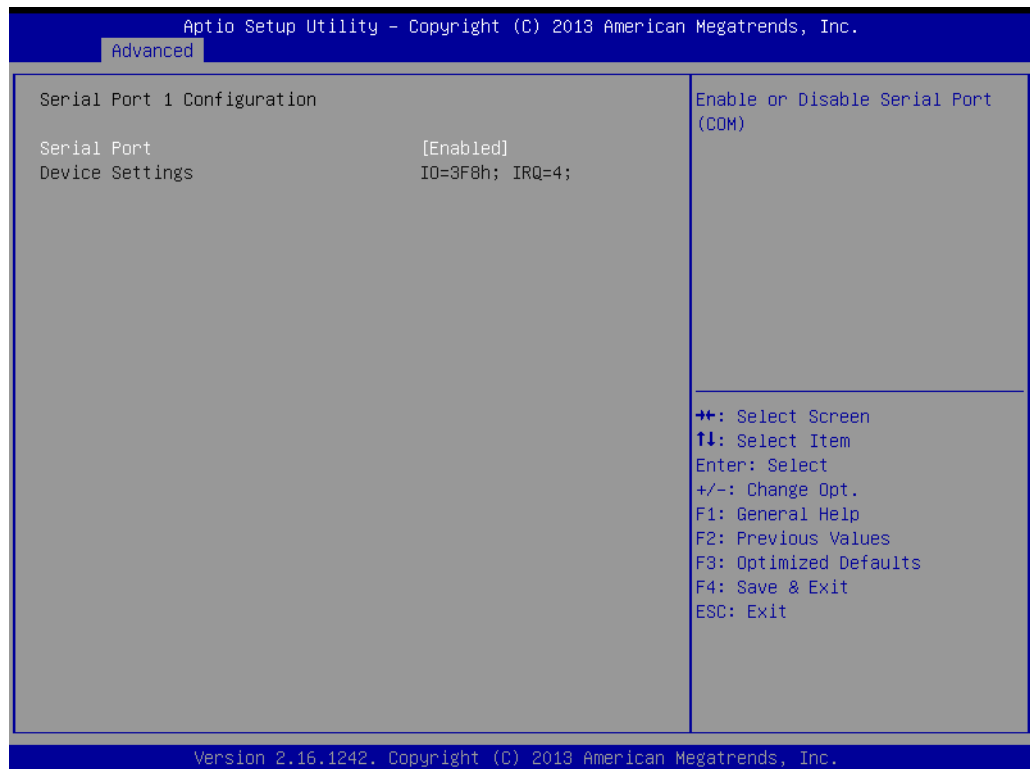 Aptio Setup Utility – Copyright (C) 2013 American Megatrends, Inc.
Advanced
Serial Port 1 Configuration
Serial Port [Enabled]
Device Settings IO=3F8h; IRQ=4;
Enable or Disable Serial Port
(COM)
→←: Select Screen
↑↓: Select Item
Enter: Select
+/-: Change Opt.
F1: General Help
F2: Previous Values
F3: Optimized Defaults
F4: Save & Exit
ESC: Exit
Version 2.16.1242. Copyright (C) 2013 American Megatrends, Inc.